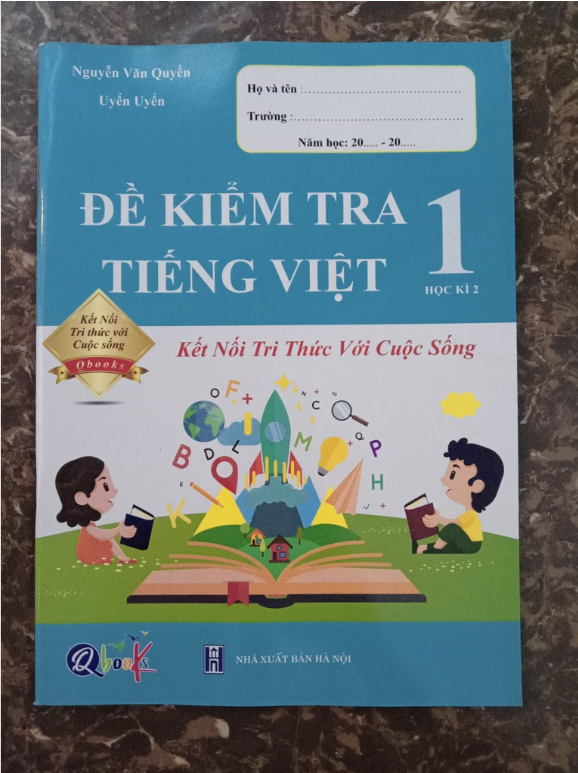 Nguyễn Văn Quyền
Uyển Uyển
Họ và tên :......................................
Trường :.........................................
Năm học: 20..... - 20.....
ĐỀ KIỂM TRA
TIẾNG VIỆT
1
HỌC KÌ 2
Kết Nối
Tri thức với
Cuộc sống
Qbooks
Kết Nối Tri Thức Với Cuộc Sống
Qbooks
NHÀ XUẤT BẢN HÀ NỘI